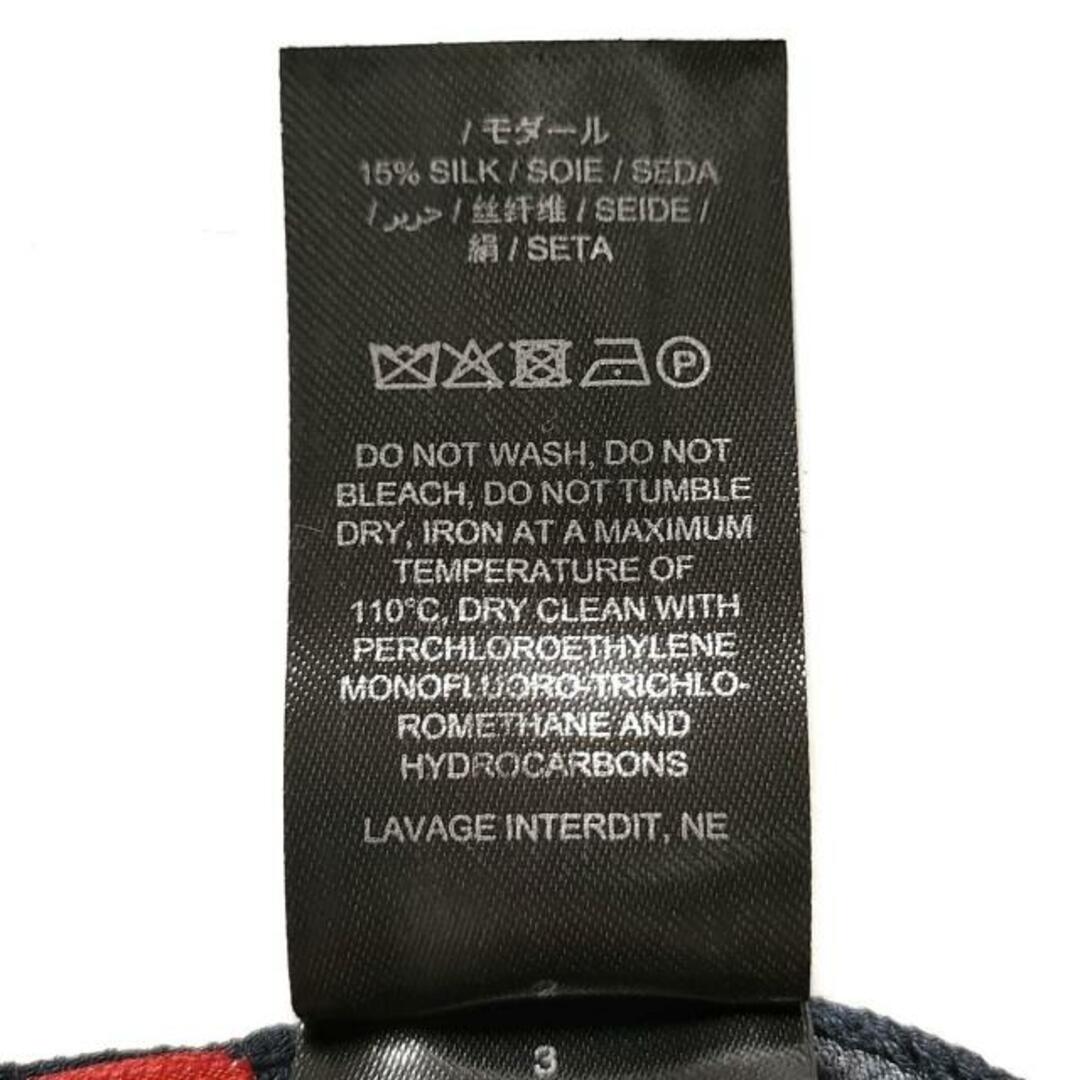 / モダール
15% SILK / SOIE / SEDA
/ حرير / 丝纤维 / SEIDE /
絹 / SETA
P
DO NOT WASH, DO NOT
BLEACH, DO NOT TUMBLE
DRY, IRON AT A MAXIMUM
TEMPERATURE OF
110°C, DRY CLEAN WITH
PERCHLOROETHYLENE
MONOFLUORO-TRICHLO-
ROMETHANE AND
HYDROCARBONS
LAVAGE INTERDIT, NE
3